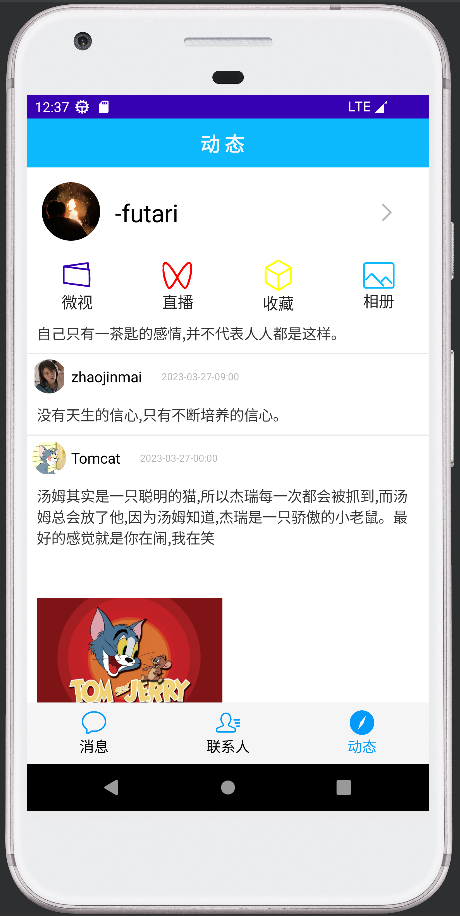 12:37 LTE
动态
-futari
微视 直播 收藏 相册
自己只有一茶匙的感情,并不代表人人都是这样。
zhaojinmai 2023-03-27-09:00
没有天生的信心,只有不断培养的信心。
Tomcat 2023-03-27-00:00
汤姆其实是一只聪明的猫,所以杰瑞每一次都会被抓到,而汤
姆总会放了他,因为汤姆知道,杰瑞是一只骄傲的小老鼠。最
好的感觉就是你在闹,我在笑
TOM AND JERRY
消息 联系人 动态